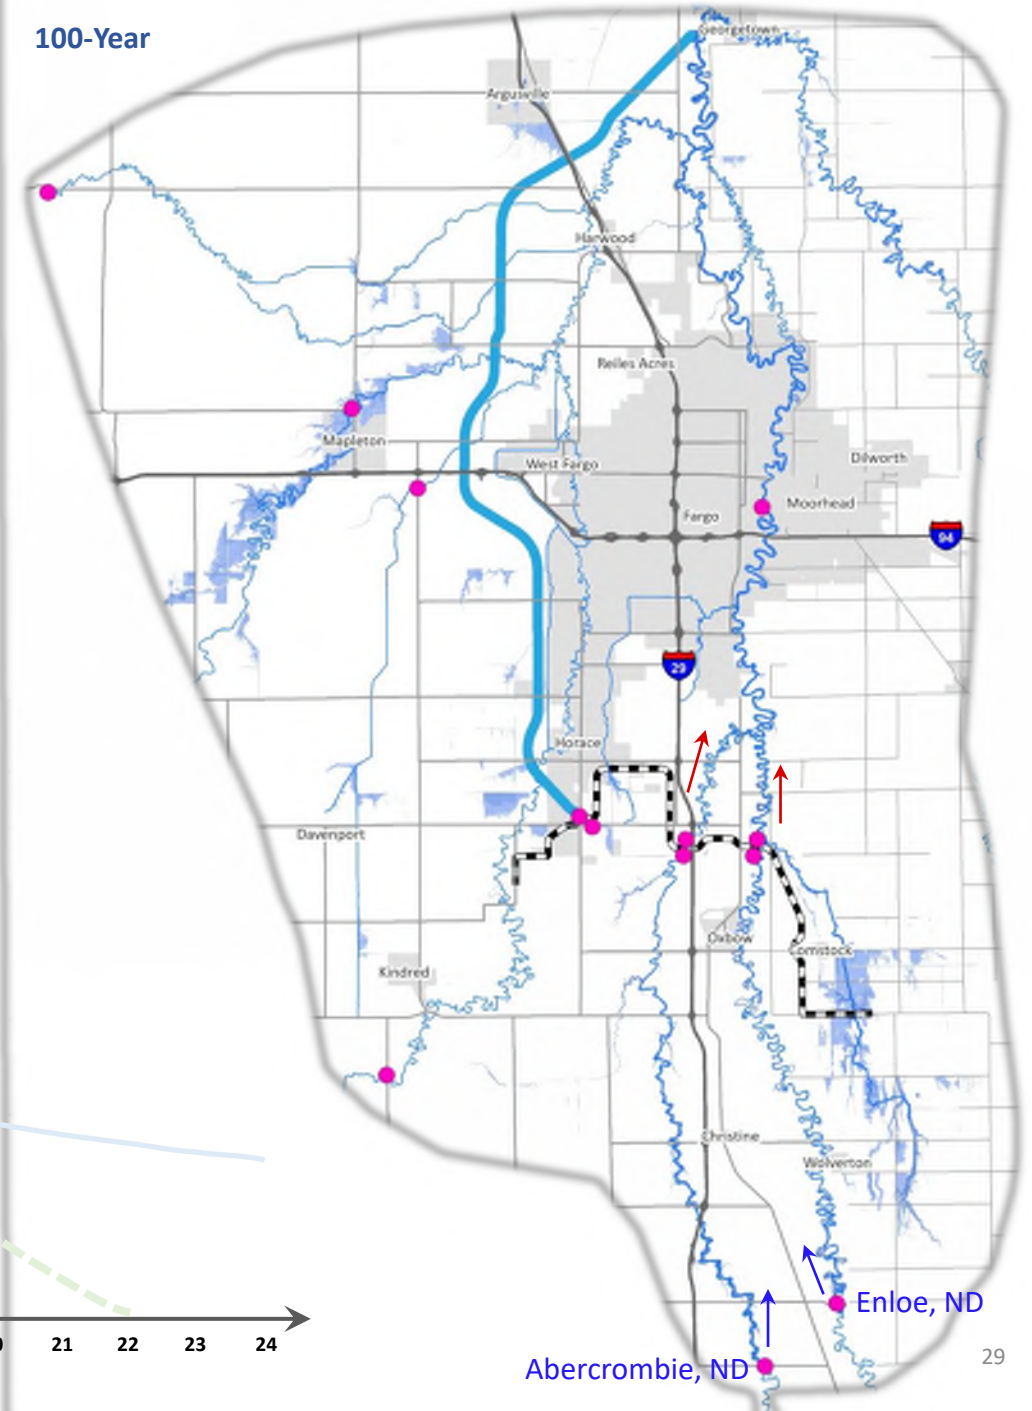 100-Year
Georgetown
Argusville
Harwood
Reiles Acres
Mapleton
West Fargo
Dilworth
Moorhead
Fargo
94
29
Horace
Davenport
Oxbow
Comstock
Kindred
Christine
Wolverton
Enloe, ND
Abercrombie, ND
21 22 23 24
29